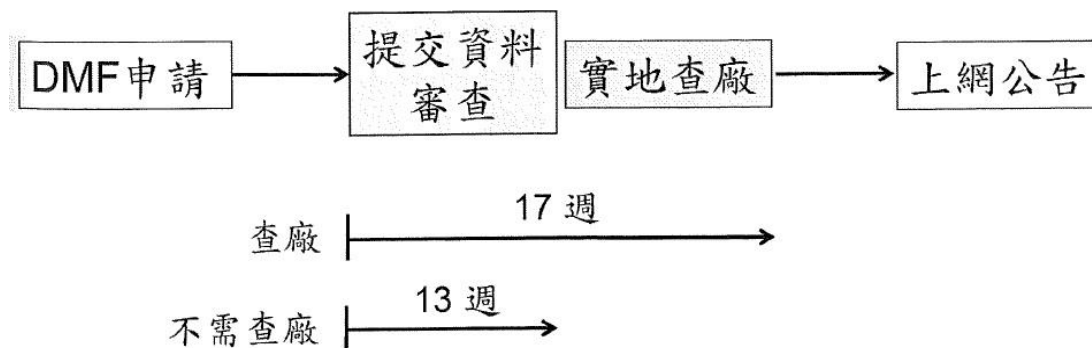 DMF申請
提交資料
審查
實地查廠
上網公告
查廠
17 週
不需查廠
13 週